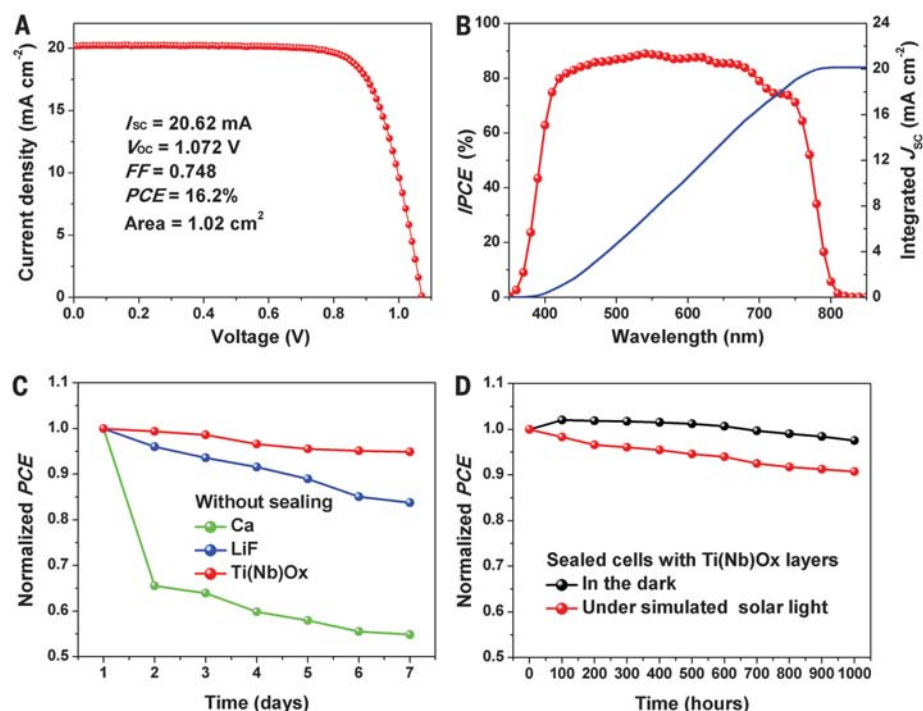 A
Current density (mA cm⁻²)
20
15
10
5
0
Isc = 20.62 mA
Voc = 1.072 V
FF = 0.748
PCE = 16.2%
Area = 1.02 cm²
0.0 0.2 0.4 0.6 0.8 1.0
Voltage (V)
B
IPCE (%)
100
80
60
40
20
0
400 500 600 700 800
Wavelength (nm)
24
20
16
12
8
4
0
Integrated Jsc (mA cm⁻²)
C
Normalized PCE
1.1
1.0
0.9
0.8
0.7
0.6
0.5
Without sealing
Ca
LiF
Ti(Nb)Ox
1 2 3 4 5 6 7
Time (days)
D
Normalized PCE
1.1
1.0
0.9
0.8
0.7
0.6
0.5
Sealed cells with Ti(Nb)Ox layers
In the dark
Under simulated solar light
0 100 200 300 400 500 600 700 800 900 1000
Time (hours)